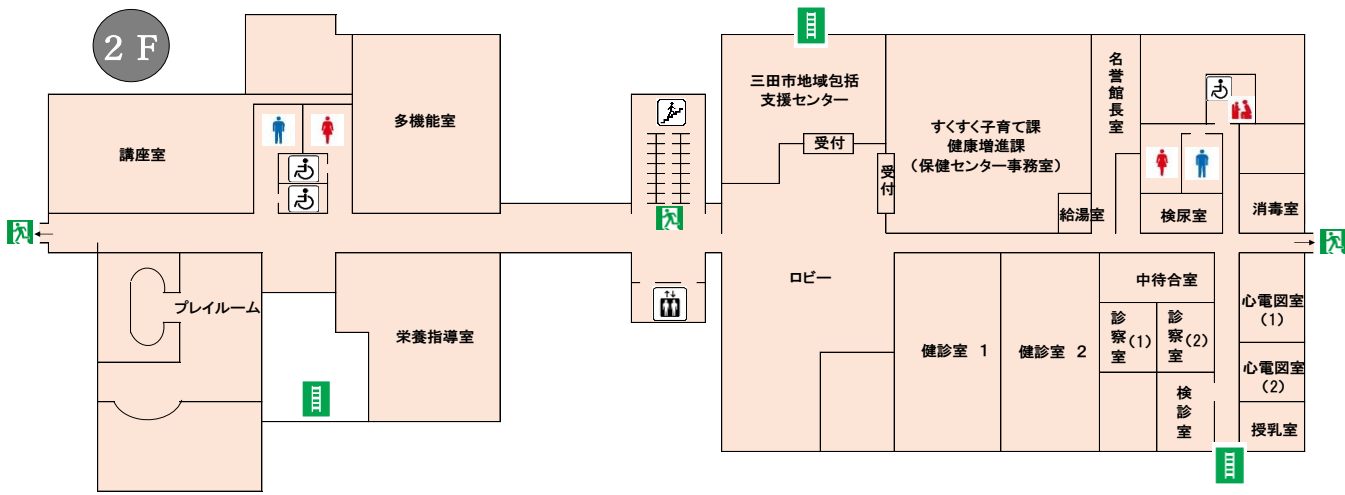 ２Ｆ
講座室
多機能室
プレイルーム
栄養指導室
三田市地域包括
支援センター
受付
受付
すくすく子育て課
健康増進課
（保健センター事務室）
給湯室
名誉館長室
検尿室
消毒室
ロビー
健診室　１
健診室　２
中待合室
診察室(1)
診察室(2)
検診室
心電図室
(1)
心電図室
(2)
授乳室